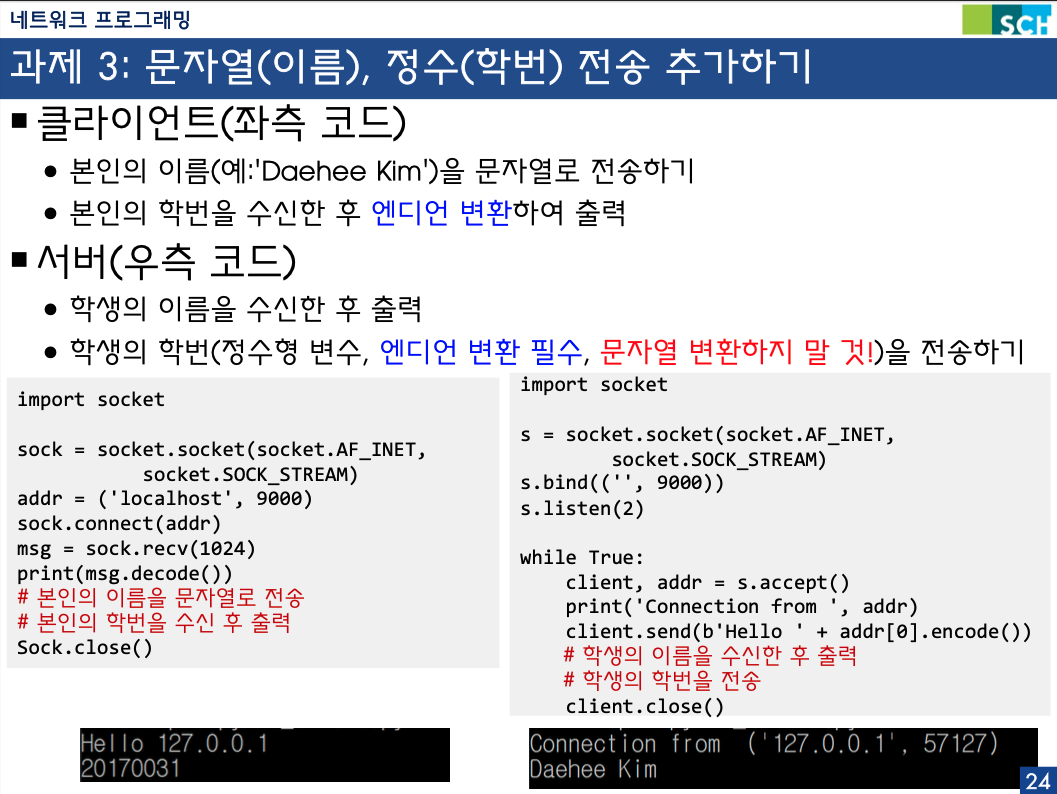 네트워크 프로그래밍
SCH
과제 3: 문자열(이름), 정수(학번) 전송 추가하기
■ 클라이언트(좌측 코드)
● 본인의 이름(예:'Daehee Kim')을 문자열로 전송하기
● 본인의 학번을 수신한 후 엔디언 변환하여 출력
■ 서버(우측 코드)
● 학생의 이름을 수신한 후 출력
● 학생의 학번(정수형 변수, 엔디언 변환 필수, 문자열 변환하지 말 것!)을 전송하기
import socket
sock = socket.socket(socket.AF_INET,
socket.SOCK_STREAM)
addr = ('localhost', 9000)
sock.connect(addr)
msg = sock.recv(1024)
print(msg.decode())
# 본인의 이름을 문자열로 전송
# 본인의 학번을 수신 후 출력
Sock.close()
import socket
s = socket.socket(socket.AF_INET,
socket.SOCK_STREAM)
s.bind(('', 9000))
s.listen(2)
while True:
client, addr = s.accept()
print('Connection from ', addr)
client.send(b'Hello ' + addr[0].encode())
# 학생의 이름을 수신한 후 출력
# 학생의 학번을 전송
client.close()
Hello 127.0.0.1
20170031
Connection from  ('127.0.0.1', 57127)
Daehee Kim
24